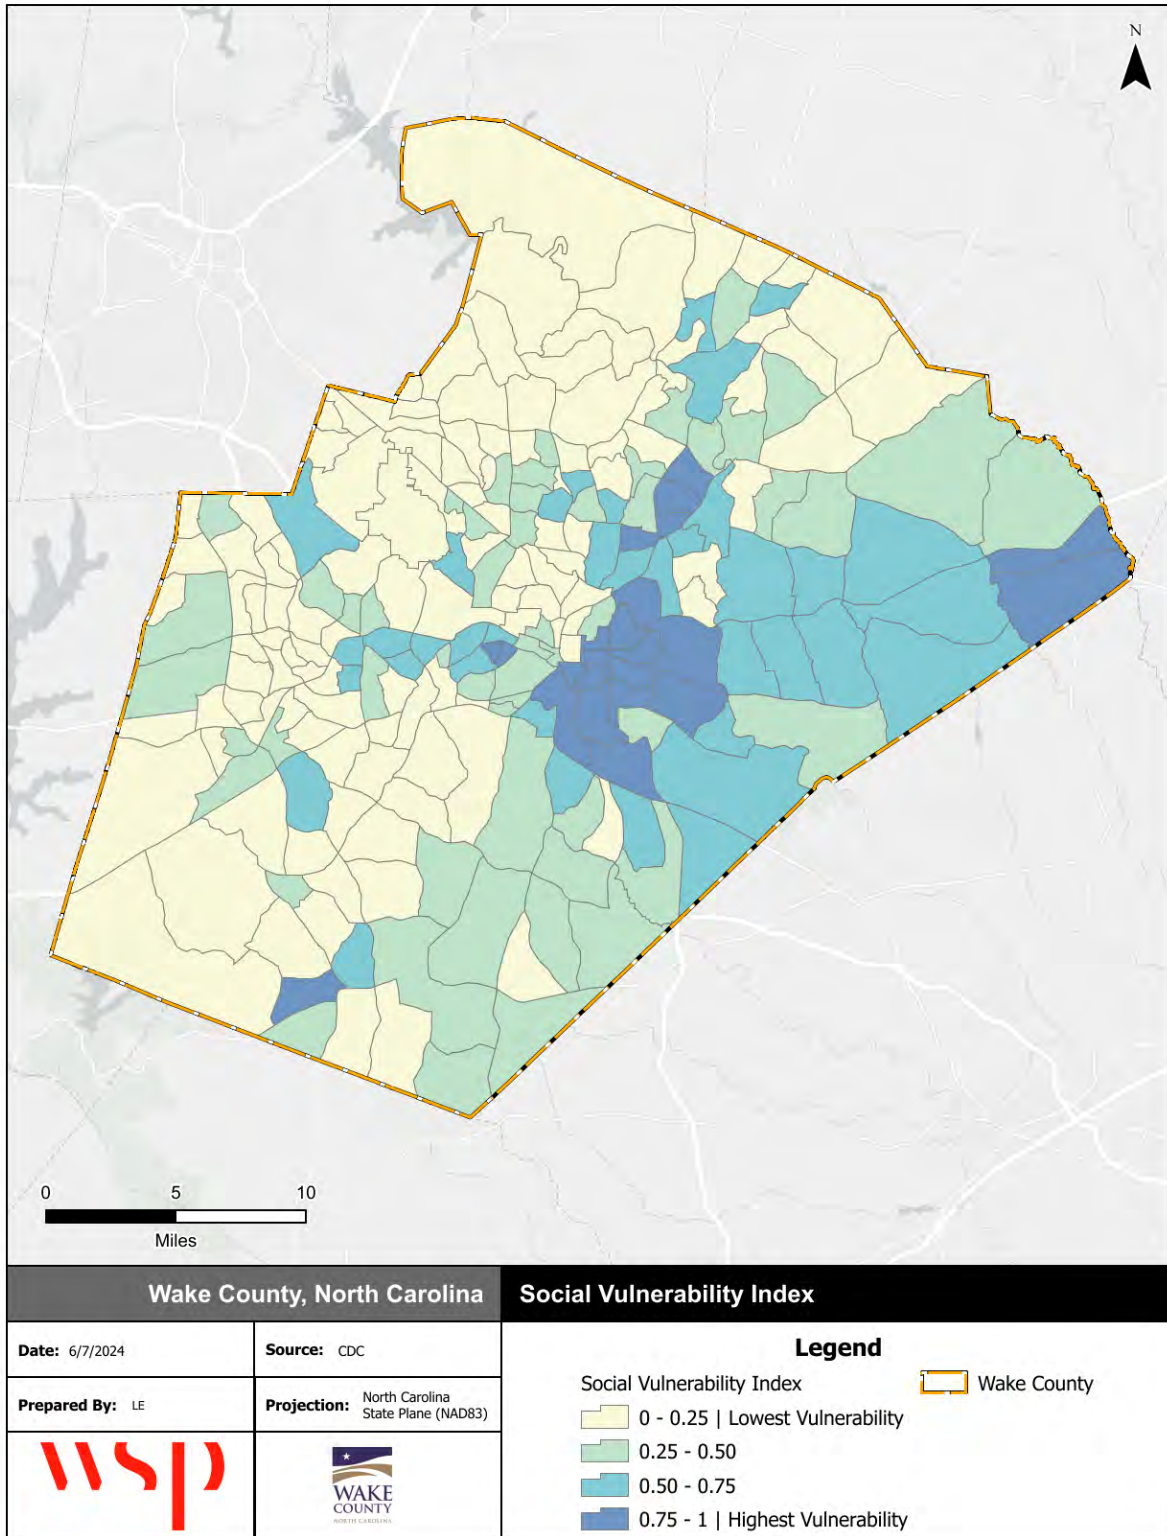 N
0 5 10
Miles
Wake County, North Carolina
Social Vulnerability Index
Date: 6/7/2024
Source: CDC
Prepared By: LE
Projection: North Carolina
State Plane (NAD83)
wsp
WAKE
COUNTY
NORTH CAROLINA
Legend
Social Vulnerability Index
0 - 0.25 | Lowest Vulnerability
0.25 - 0.50
0.50 - 0.75
0.75 - 1 | Highest Vulnerability
Wake County